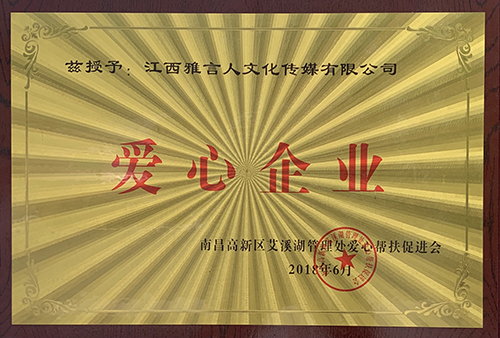 兹授予：江西雅言人文化传媒有限公司
爱心企业
南昌高新区艾溪湖管理处爱心帮扶促进会
2018年6月